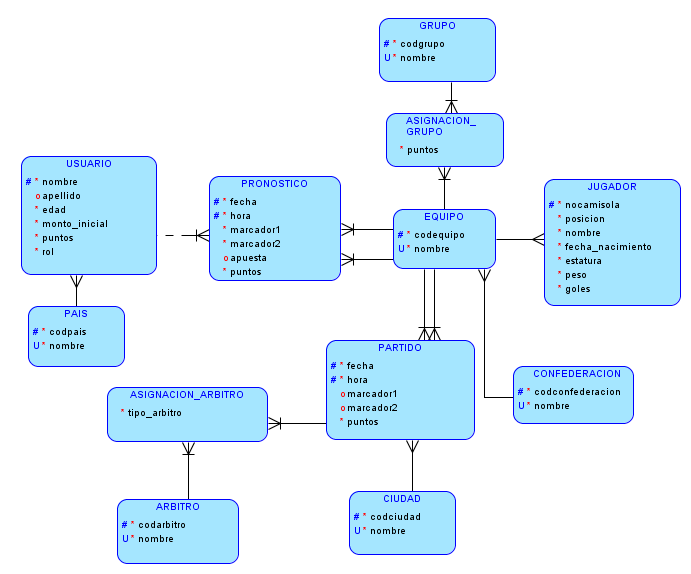 GRUPO
# * codgrupo
U * nombre
ASIGNACION_
GRUPO
* puntos
USUARIO
# * nombre
o apellido
* edad
* monto_inicial
* puntos
* rol
PRONOSTICO
# * fecha
# * hora
* marcador1
* marcador2
o apuesta
* puntos
EQUIPO
# * codequipo
U * nombre
JUGADOR
# * nocamisola
* posicion
* nombre
* fecha_nacimiento
* estatura
* peso
* goles
PAIS
# * codpais
U * nombre
PARTIDO
# * fecha
# * hora
o marcador1
o marcador2
* puntos
CONFEDERACION
# * codconfederacion
U * nombre
ASIGNACION_ARBITRO
* tipo_arbitro
ARBITRO
# * codarbitro
U * nombre
CIUDAD
# * codciudad
U * nombre